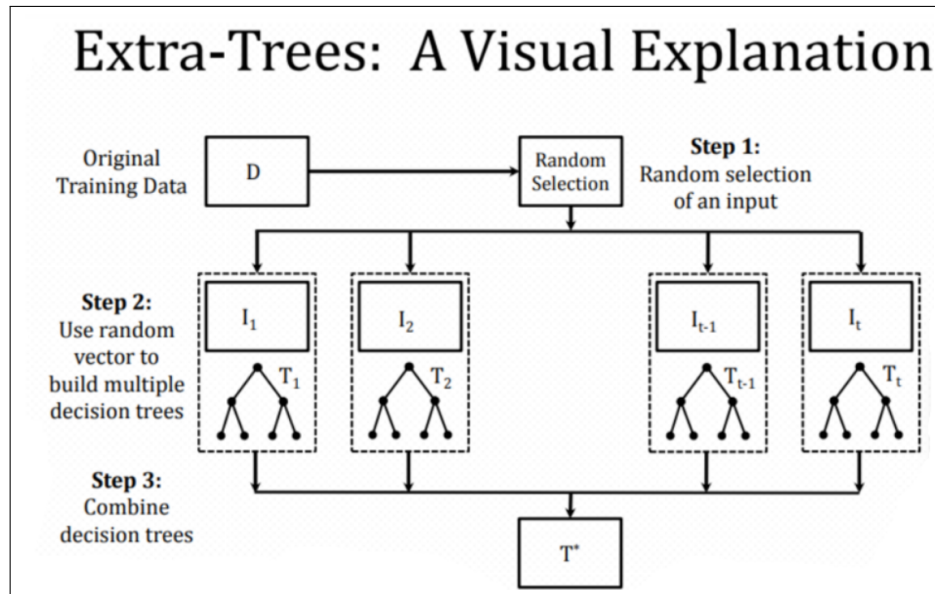 Extra-Trees: A Visual Explanation
Original
Training Data
D
Random
Selection
Step 1:
Random selection
of an input
Step 2:
Use random
vector to
build multiple
decision trees
I₁
I₂
Iₜ₋₁
Iₜ
T₁
T₂
Tₜ₋₁
Tₜ
Step 3:
Combine
decision trees
T*